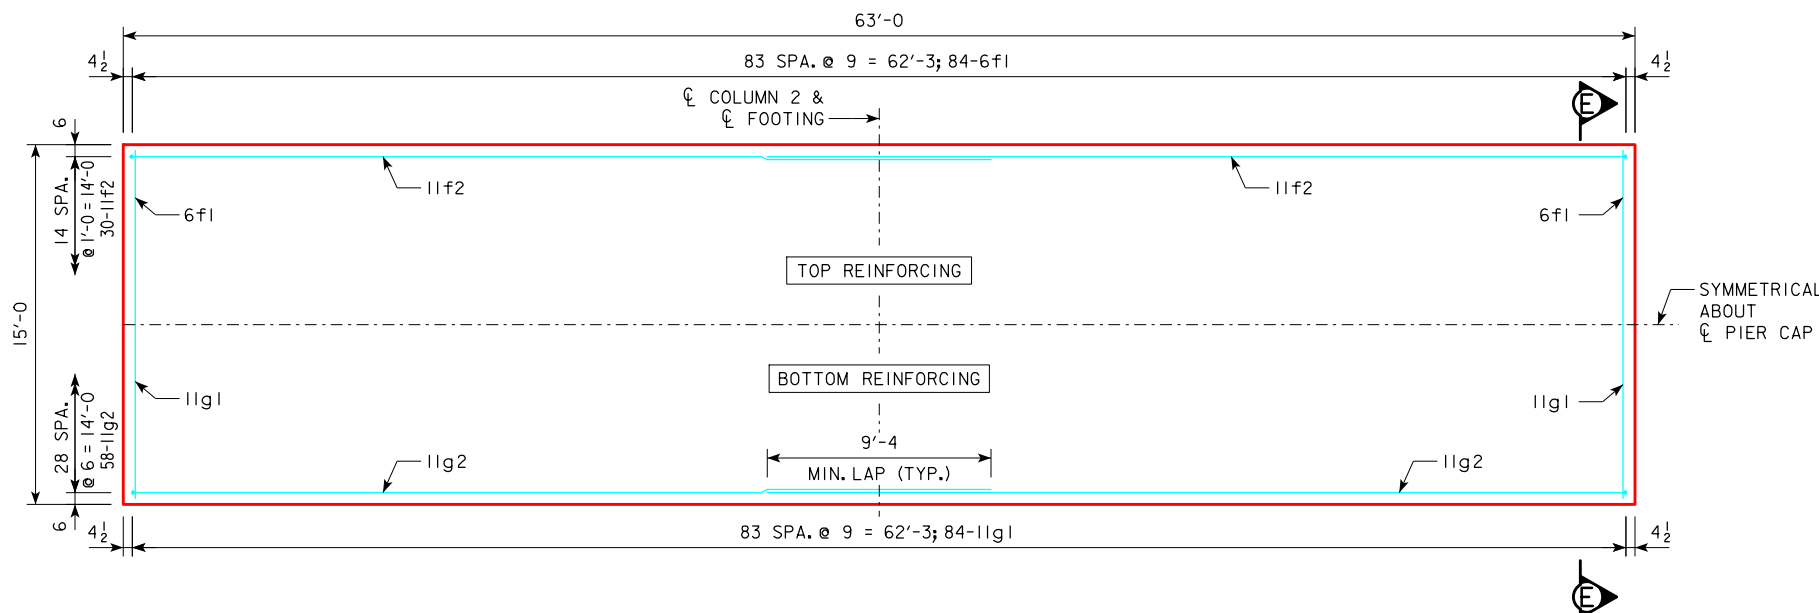 63'-0
4½
83 SPA. @ 9 = 62'-3; 84-6f1
4½
℄ COLUMN 2 &
℄ FOOTING
E
6
14 SPA.
@ 1'-0 = 14'-0
30-11f2
11f2
11f2
6f1
6f1
TOP REINFORCING
15'-0
SYMMETRICAL
ABOUT
℄ PIER CAP
BOTTOM REINFORCING
11g1
11g1
28 SPA.
@ 6 = 14'-0
58-11g2
9'-4
11g2
11g2
MIN. LAP (TYP.)
6
4½
83 SPA. @ 9 = 62'-3; 84-11g1
4½
E